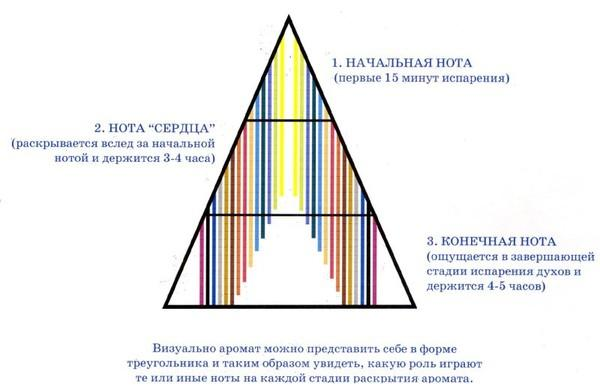 1. НАЧАЛЬНАЯ НОТА
(первые 15 минут испарения)
2. НОТА “СЕРДЦА”
(раскрывается вслед за начальной
нотой и держится 3-4 часа)
3. КОНЕЧНАЯ НОТА
(ощущается в завершающей
стадии испарения духов и
держится 4-5 часов)
Визуально аромат можно представить себе в форме
треугольника и таким образом увидеть, какую роль играют
те или иные ноты на каждой стадии раскрытия аромата.